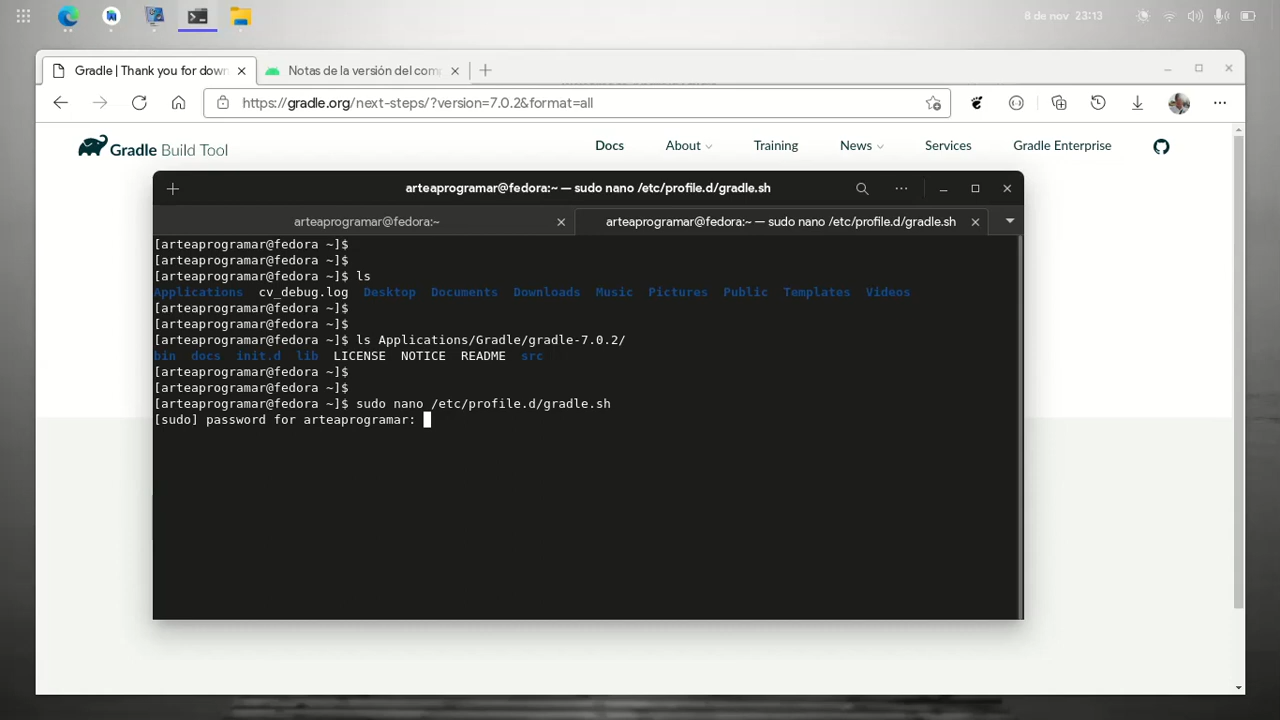 8 de nov 23:13
Gradle | Thank you for down
Notas de la versión del com
https://gradle.org/next-steps/?version=7.0.2&format=all
Gradle Build Tool
Docs
About
Training
News
Services
Gradle Enterprise
arteaprogramar@fedora:~ — sudo nano /etc/profile.d/gradle.sh
arteaprogramar@fedora:~
arteaprogramar@fedora:~ — sudo nano /etc/profile.d/gradle.sh
[arteaprogramar@fedora ~]$
[arteaprogramar@fedora ~]$
[arteaprogramar@fedora ~]$ ls
Applications cv_debug.log Desktop Documents Downloads Music Pictures Public Templates Videos
[arteaprogramar@fedora ~]$
[arteaprogramar@fedora ~]$
[arteaprogramar@fedora ~]$ ls Applications/Gradle/gradle-7.0.2/
bin docs init.d lib LICENSE NOTICE README src
[arteaprogramar@fedora ~]$
[arteaprogramar@fedora ~]$
[arteaprogramar@fedora ~]$ sudo nano /etc/profile.d/gradle.sh
[sudo] password for arteaprogramar: